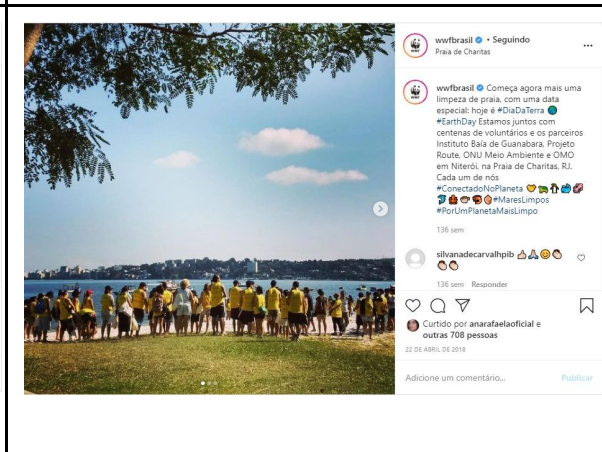 wwfbrasil • Seguindo
Praia de Charitas
wwfbrasil Começa agora mais uma
limpeza de praia, com uma data
especial: hoje é #DiaDaTerra
#EarthDay Estamos juntos com
centenas de voluntários e os parceiros
Instituto Baía de Guanabara, Projeto
Route, ONU Meio Ambiente e OMO
em Niterói, na Praia de Charitas, RJ.
Cada um de nós
#ConectadoNoPlaneta
#MaresLimpos
#PorUmPlanetaMaisLimpo
136 sem
silvanadecarvalhpib
136 sem Responder
Curtido por anarafaelaoficial e
outras 708 pessoas
22 DE ABRIL DE 2018
Adicione um comentário... Publicar